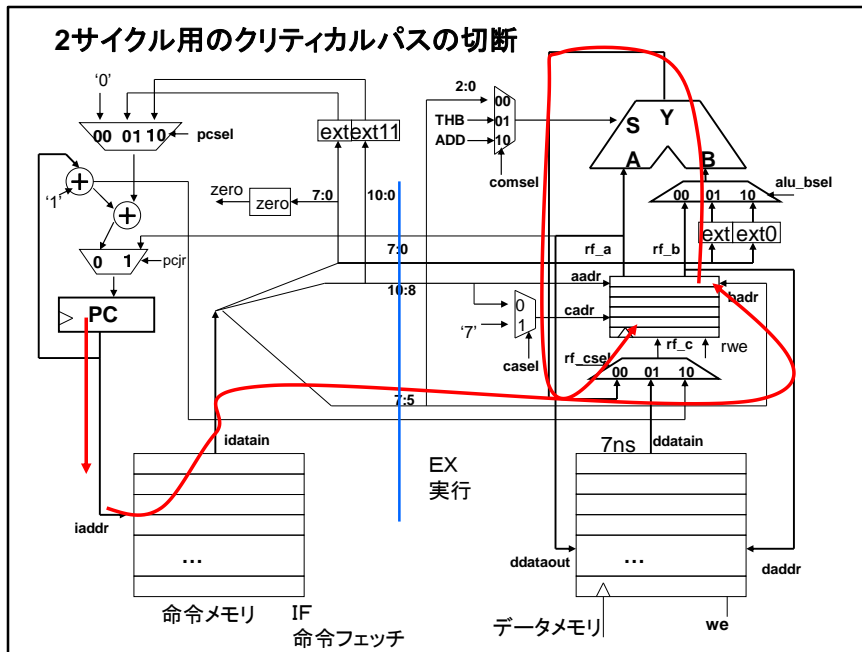 2サイクル用のクリティカルパスの切断
'0'
00 01 10
pcsel
ext
ext11
2:0
THB
ADD
00
01
10
comsel
S Y
A B
alu_bsel
00 01 10
ext
ext0
+
'1'
+
zero
zero
7:0
10:0
7:0
0 1
pcjr
PC
rf_a
rf_b
aadr
badr
10:8
0
1
'7'
cadr
casel
rf_c
rwe
rf_csel
00 01 10
7:5
idatain
EX
実行
7ns
ddatain
iaddr
...
ddataout
...
daddr
命令メモリ
IF
命令フェッチ
データメモリ
we